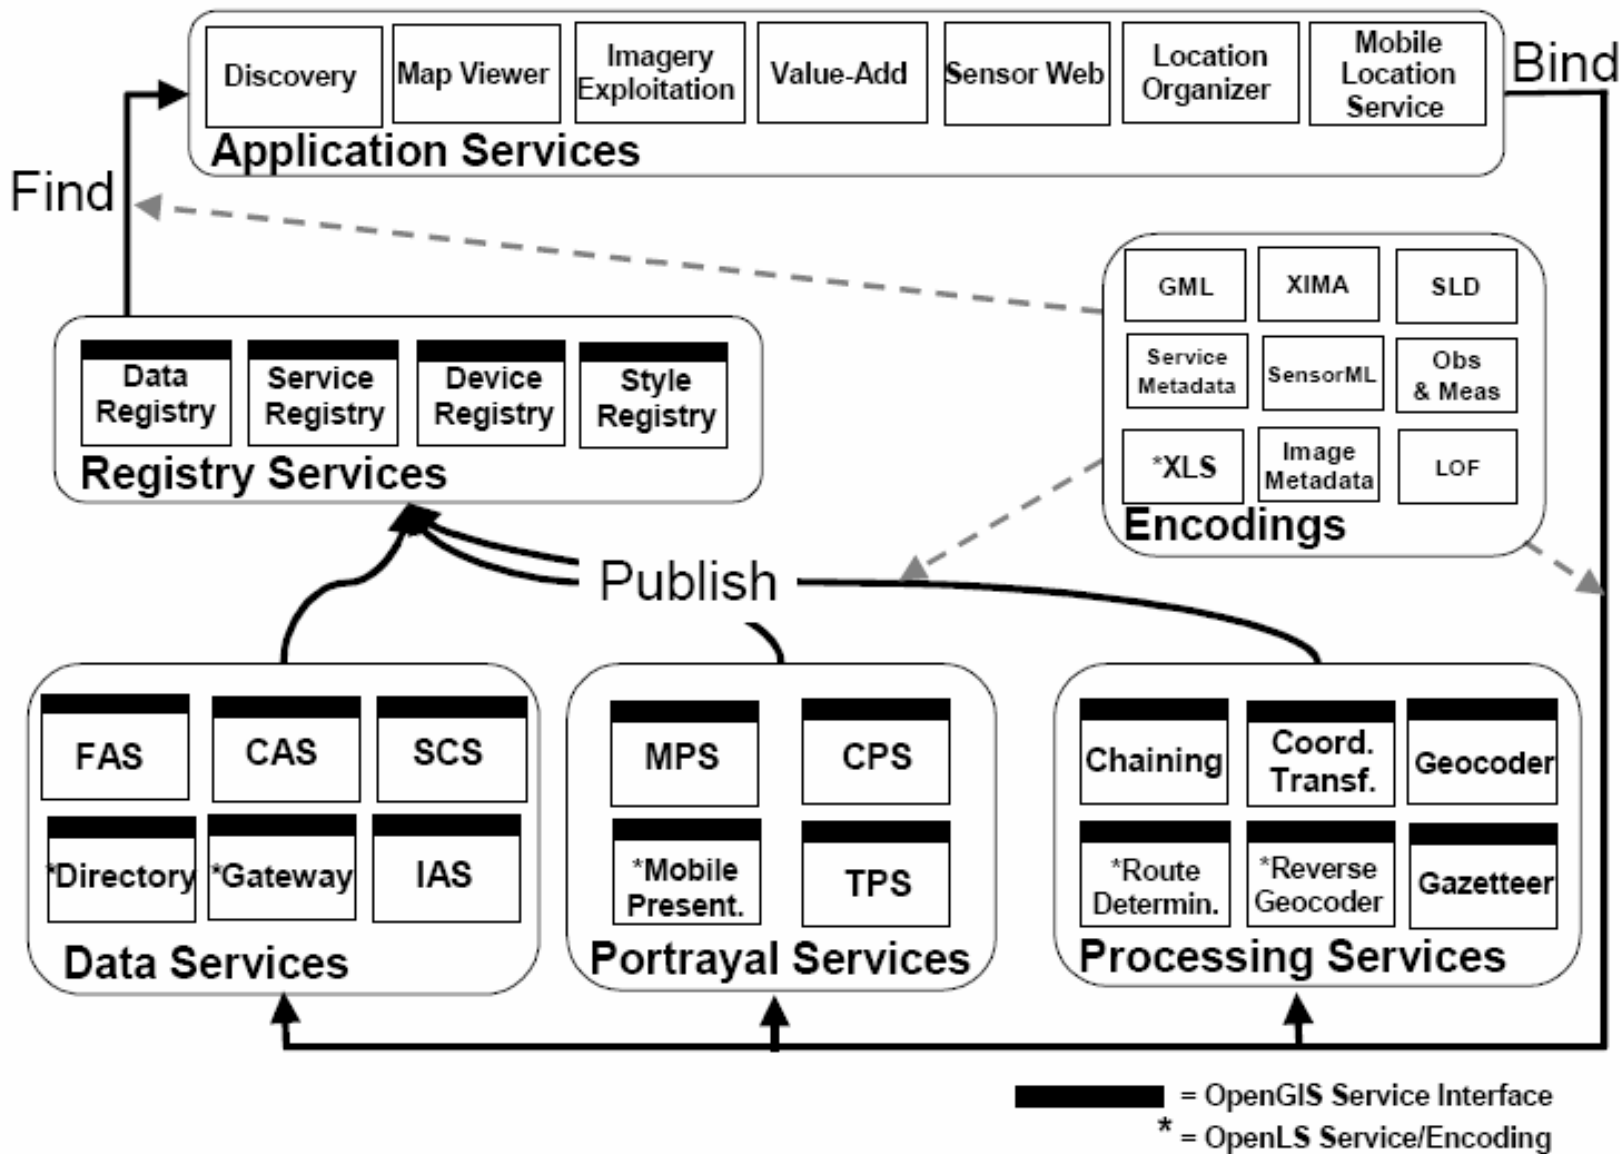 Discovery
Map Viewer
Imagery
Exploitation
Value-Add
Sensor Web
Location
Organizer
Mobile
Location
Service
Application Services
Bind
Find
GML
XIMA
SLD
Service
Metadata
SensorML
Obs
& Meas
*XLS
Image
Metadata
LOF
Encodings
Data
Registry
Service
Registry
Device
Registry
Style
Registry
Registry Services
Publish
FAS
CAS
SCS
*Directory
*Gateway
IAS
Data Services
MPS
CPS
*Mobile
Present.
TPS
Portrayal Services
Chaining
Coord.
Transf.
Geocoder
*Route
Determin.
*Reverse
Geocoder
Gazetteer
Processing Services
= OpenGIS Service Interface
* = OpenLS Service/Encoding